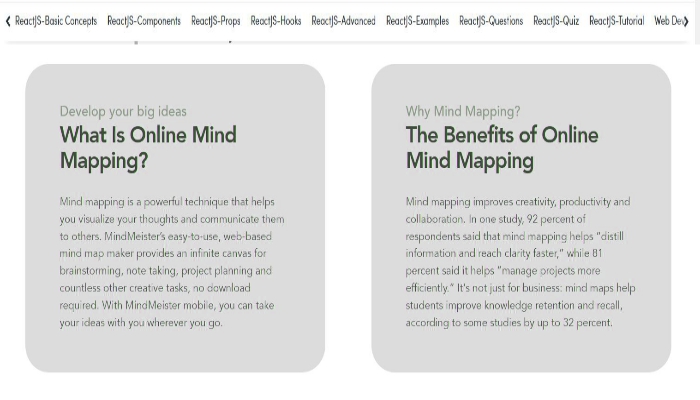 ReactJS-Basic Concepts ReactJS-Components ReactJS-Props ReactJS-Hooks ReactJS-Advanced ReactJS-Examples ReactJS-Questions ReactJS-Quiz ReactJS-Tutorial Web Dev
Develop your big ideas
What Is Online Mind
Mapping?
Mind mapping is a powerful technique that helps
you visualize your thoughts and communicate them
to others. MindMeister's easy-to-use, web-based
mind map maker provides an infinite canvas for
brainstorming, note taking, project planning and
countless other creative tasks, no download
required. With MindMeister mobile, you can take
your ideas with you wherever you go.
Why Mind Mapping?
The Benefits of Online
Mind Mapping
Mind mapping improves creativity, productivity and
collaboration. In one study, 92 percent of
respondents said that mind mapping helps "distill
information and reach clarity faster," while 81
percent said it helps "manage projects more
efficiently." It's not just for business: mind maps help
students improve knowledge retention and recall,
according to some studies by up to 32 percent.